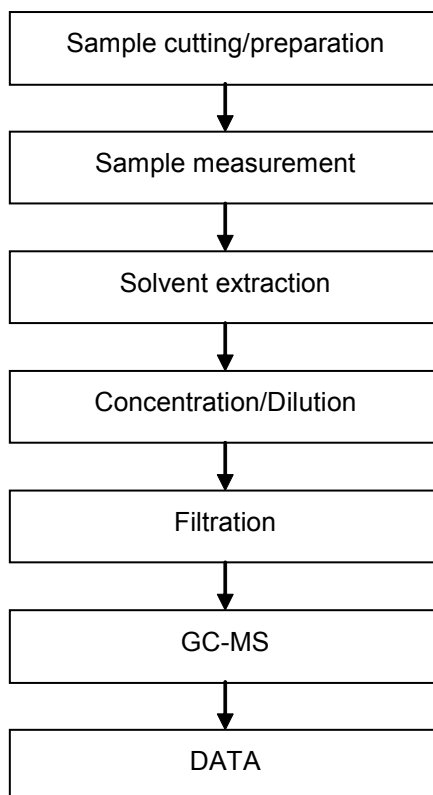 Sample cutting/preparation
Sample measurement
Solvent extraction
Concentration/Dilution
Filtration
GC-MS
DATA